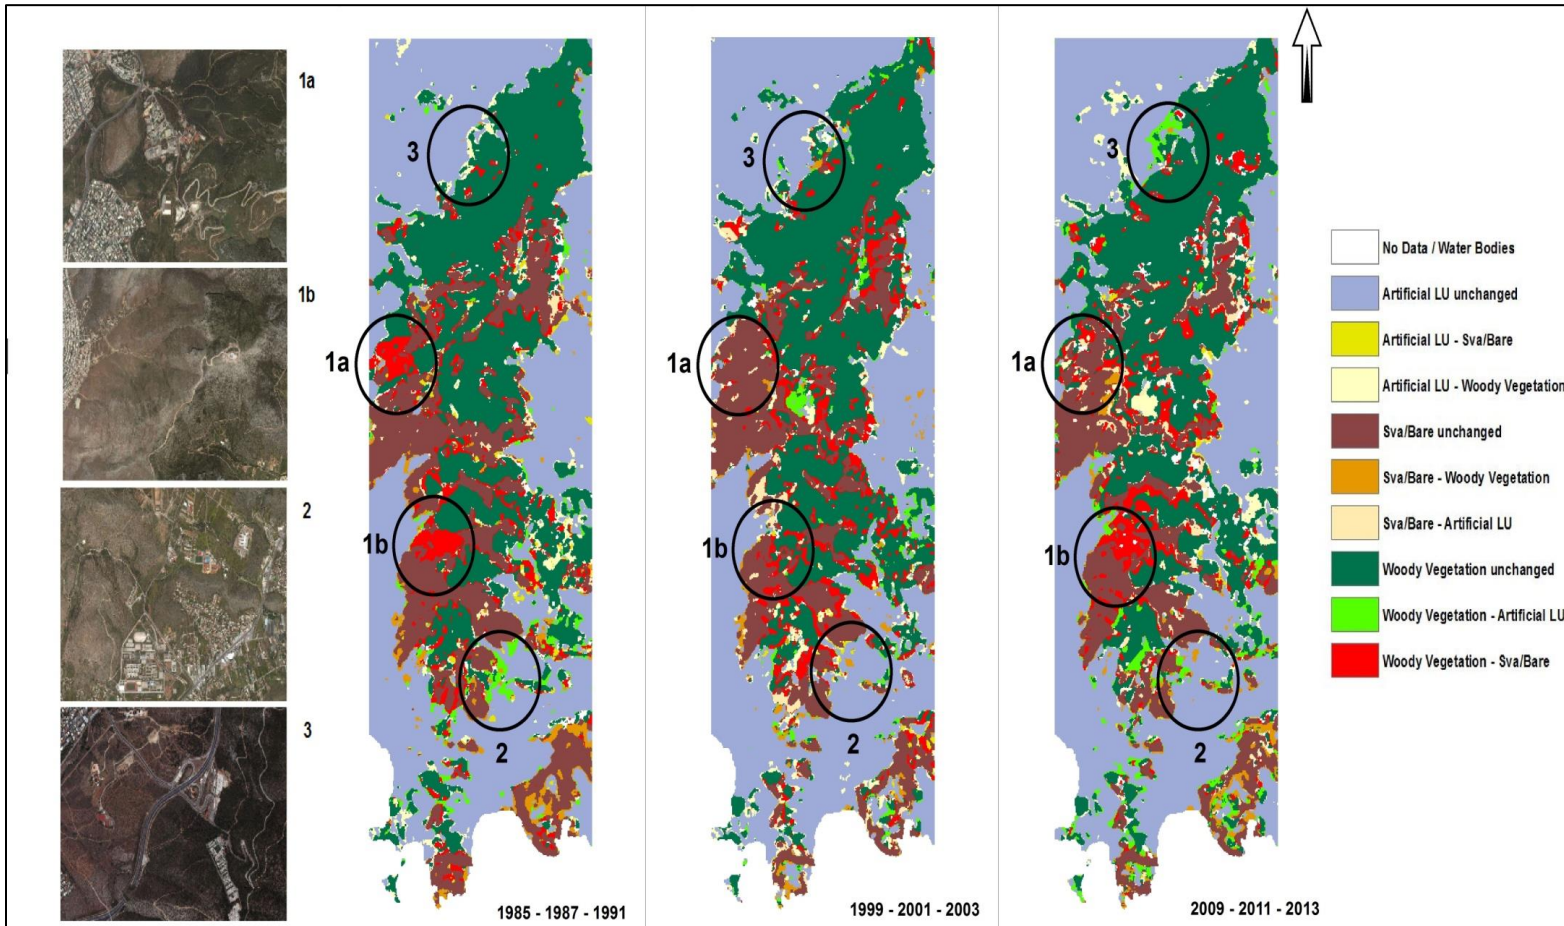 1a
1b
2
3
3
1a
1b
2
1985 - 1987 - 1991
3
1a
1b
2
1999 - 2001 - 2003
3
1a
1b
2
2009 - 2011 - 2013
No Data / Water Bodies
Artificial LU unchanged
Artificial LU - Sva/Bare
Artificial LU - Woody Vegetation
Sva/Bare unchanged
Sva/Bare - Woody Vegetation
Sva/Bare - Artificial LU
Woody Vegetation unchanged
Woody Vegetation - Artificial LU
Woody Vegetation - Sva/Bare